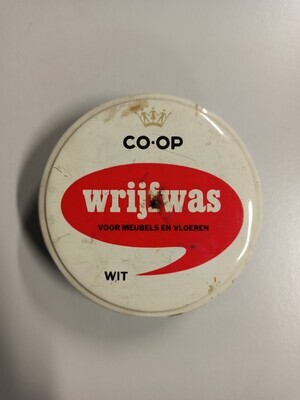 CO-OP
wrijfwas
VOOR MEUBELS EN VLOEREN
WIT